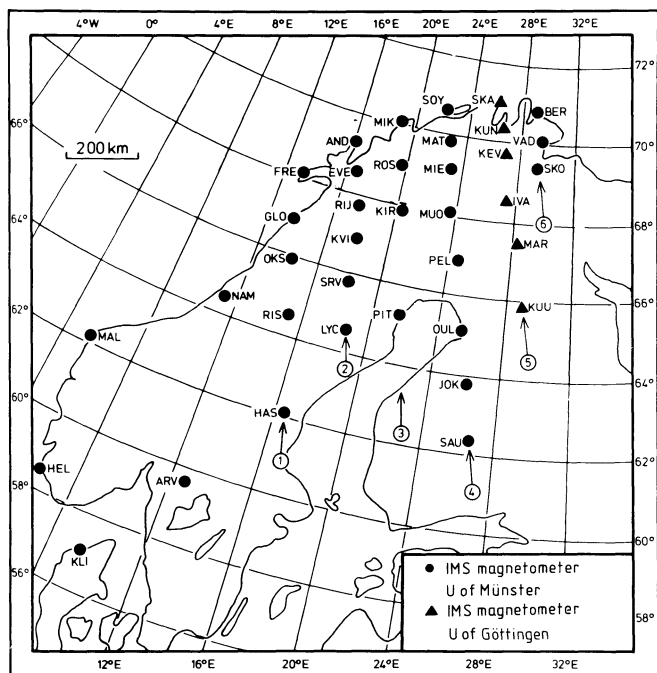 4°W 0° 4°E 8°E 12°E 16°E 20°E 24°E 28°E 32°E
72°
SOY SKA BER
66° MIK KUN
AND MAT VAD 70°
200 km KEV
FRE EVE ROS MIE SKO
RIJ IVA
64° GLO KIR MUO 6
KVI MAR 68°
OKS PEL
SRV
62° NAM KUU 66°
RIS PIT
MAL LYC OUL
2 5
60° JOK 64°
HAS 3
SAU
1
HEL
58° ARV 4 62°
KLI 60°
56° IMS magnetometer
U of Münster
IMS magnetometer 58°
U of Göttingen
12°E 16°E 20°E 24°E 28°E 32°E